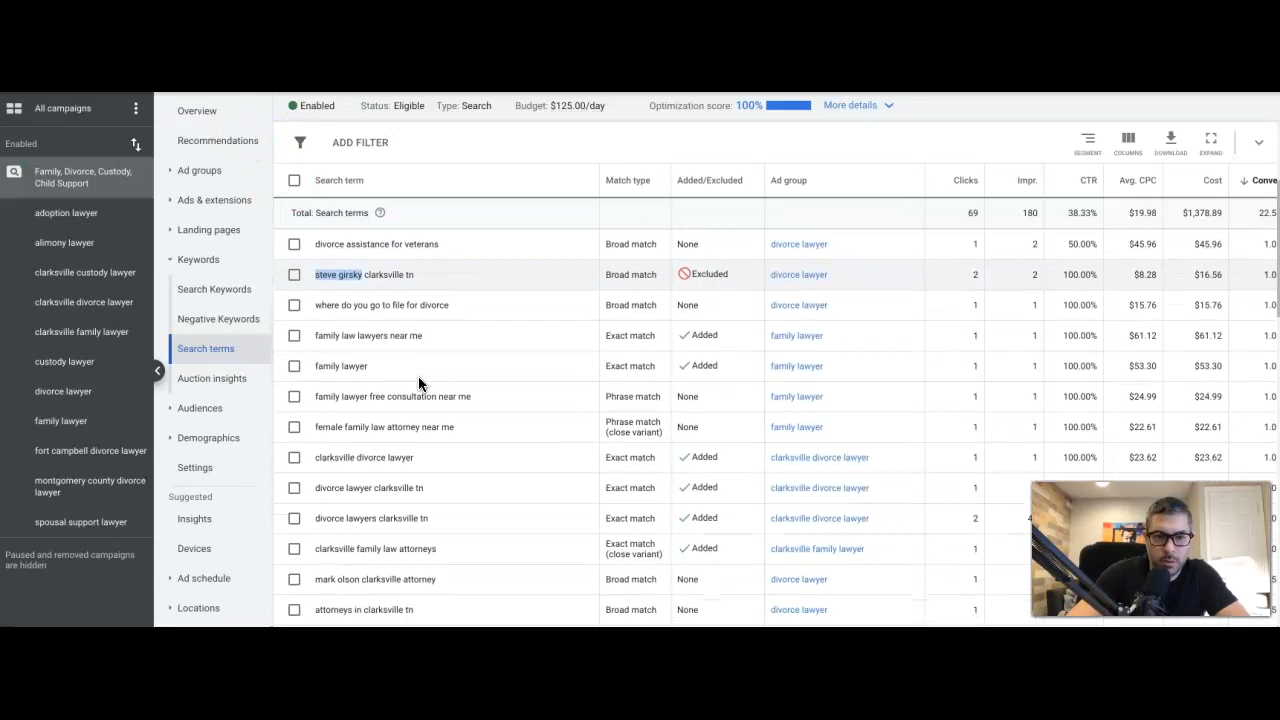 All campaigns
Enabled
Family, Divorce, Custody,
Child Support
adoption lawyer
alimony lawyer
clarksville custody lawyer
clarksville divorce lawyer
clarksville family lawyer
custody lawyer
divorce lawyer
family lawyer
fort campbell divorce lawyer
montgomery county divorce
lawyer
spousal support lawyer
Paused and removed campaigns
are hidden
Overview
Recommendations
Ad groups
Ads & extensions
Landing pages
Keywords
Search Keywords
Negative Keywords
Search terms
Auction insights
Audiences
Demographics
Settings
Suggested
Insights
Devices
Ad schedule
Locations
Enabled Status: Eligible Type: Search Budget: $125.00/day Optimization score: 100% More details
ADD FILTER
SEGMENT COLUMNS DOWNLOAD EXPAND
Search term Match type Added/Excluded Ad group Clicks Impr. CTR Avg. CPC Cost Conve
Total: Search terms 69 180 38.33% $19.98 $1,378.89 22.5
divorce assistance for veterans Broad match None divorce lawyer 1 2 50.00% $45.96 $45.96 1.0
steve girsky clarksville tn Broad match Excluded divorce lawyer 2 2 100.00% $8.28 $16.56 1.0
where do you go to file for divorce Broad match None divorce lawyer 1 1 100.00% $15.76 $15.76 1.0
family law lawyers near me Exact match Added family lawyer 1 1 100.00% $61.12 $61.12 1.0
family lawyer Exact match Added family lawyer 1 1 100.00% $53.30 $53.30 1.0
family lawyer free consultation near me Phrase match None family lawyer 1 1 100.00% $24.99 $24.99 1.0
female family law attorney near me Phrase match (close variant) None family lawyer 1 1 100.00% $22.61 $22.61 1.0
clarksville divorce lawyer Exact match Added clarksville divorce lawyer 1 1 100.00% $23.62 $23.62 1.0
divorce lawyer clarksville tn Exact match Added clarksville divorce lawyer 1
divorce lawyers clarksville tn Exact match Added clarksville divorce lawyer 2
clarksville family law attorneys Exact match (close variant) Added clarksville family lawyer 1
mark olson clarksville attorney Broad match None divorce lawyer 1
attorneys in clarksville tn Broad match None divorce lawyer 1